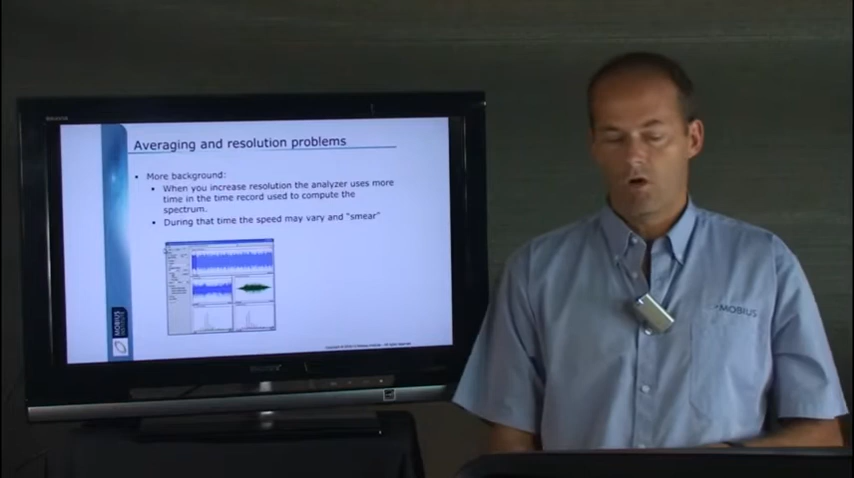 Averaging and resolution problems
• More background:
• When you increase resolution the analyzer uses more
time in the time record used to compute the
spectrum.
• During that time the speed may vary and “smear”
MOBIUS
MOBIUS